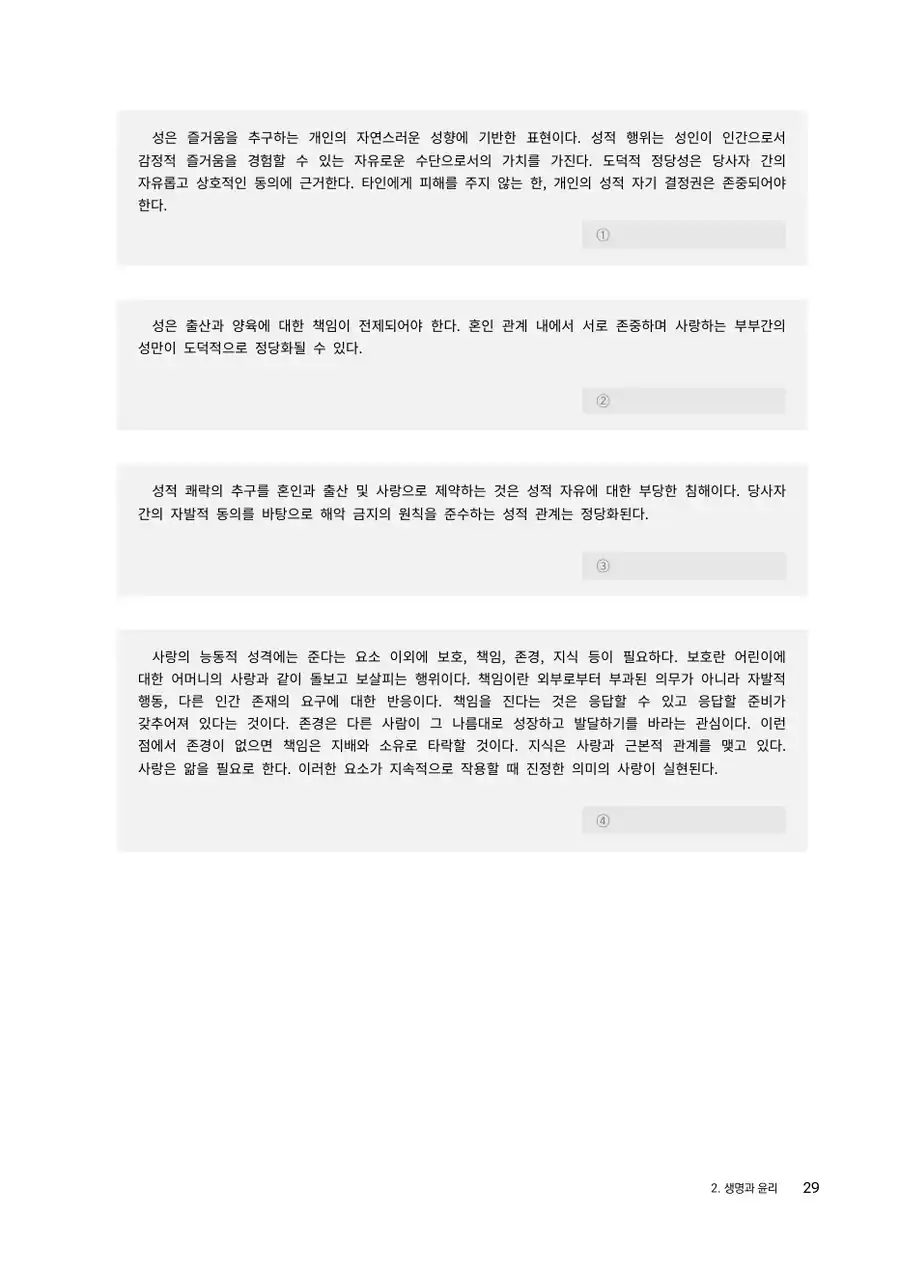 성은 즐거움을 추구하는 개인의 자연스러운 성향에 기반한 표현이다. 성적 행위는 성인이 인간으로서
감정적 즐거움을 경험할 수 있는 자유로운 수단으로서의 가치를 가진다. 도덕적 정당성은 당사자 간의
자유롭고 상호적인 동의에 근거한다. 타인에게 피해를 주지 않는 한, 개인의 성적 자기 결정권은 존중되어야
한다.
①
성은 출산과 양육에 대한 책임이 전제되어야 한다. 혼인 관계 내에서 서로 존중하며 사랑하는 부부간의
성만이 도덕적으로 정당화될 수 있다.
②
성적 쾌락의 추구를 혼인과 출산 및 사랑으로 제약하는 것은 성적 자유에 대한 부당한 침해이다. 당사자
간의 자발적 동의를 바탕으로 해악 금지의 원칙을 준수하는 성적 관계는 정당화된다.
③
사랑의 능동적 성격에는 준다는 요소 이외에 보호, 책임, 존경, 지식 등이 필요하다. 보호란 어린이에
대한 어머니의 사랑과 같이 돌보고 보살피는 행위이다. 책임이란 외부로부터 부과된 의무가 아니라 자발적
행동, 다른 인간 존재의 요구에 대한 반응이다. 책임을 진다는 것은 응답할 수 있고 응답할 준비가
갖추어져 있다는 것이다. 존경은 다른 사람이 그 나름대로 성장하고 발달하기를 바라는 관심이다. 이런
점에서 존경이 없으면 책임은 지배와 소유로 타락할 것이다. 지식은 사랑과 근본적 관계를 맺고 있다.
사랑은 앎을 필요로 한다. 이러한 요소가 지속적으로 작용할 때 진정한 의미의 사랑이 실현된다.
④
2. 생명과 윤리 29